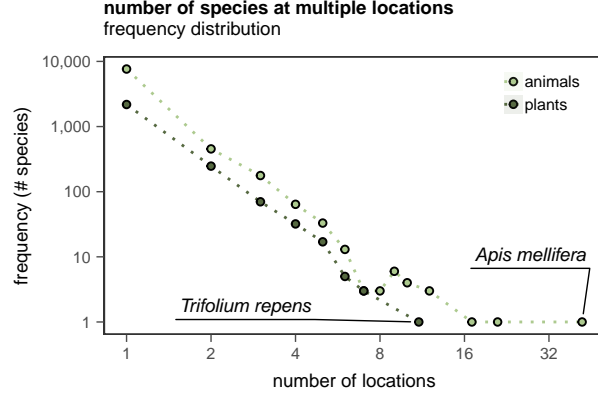 number of species at multiple locations
frequency distribution
10,000
1,000
100
10
1
frequency (# species)
animals
plants
Apis mellifera
Trifolium repens
1 2 4 8 16 32
number of locations